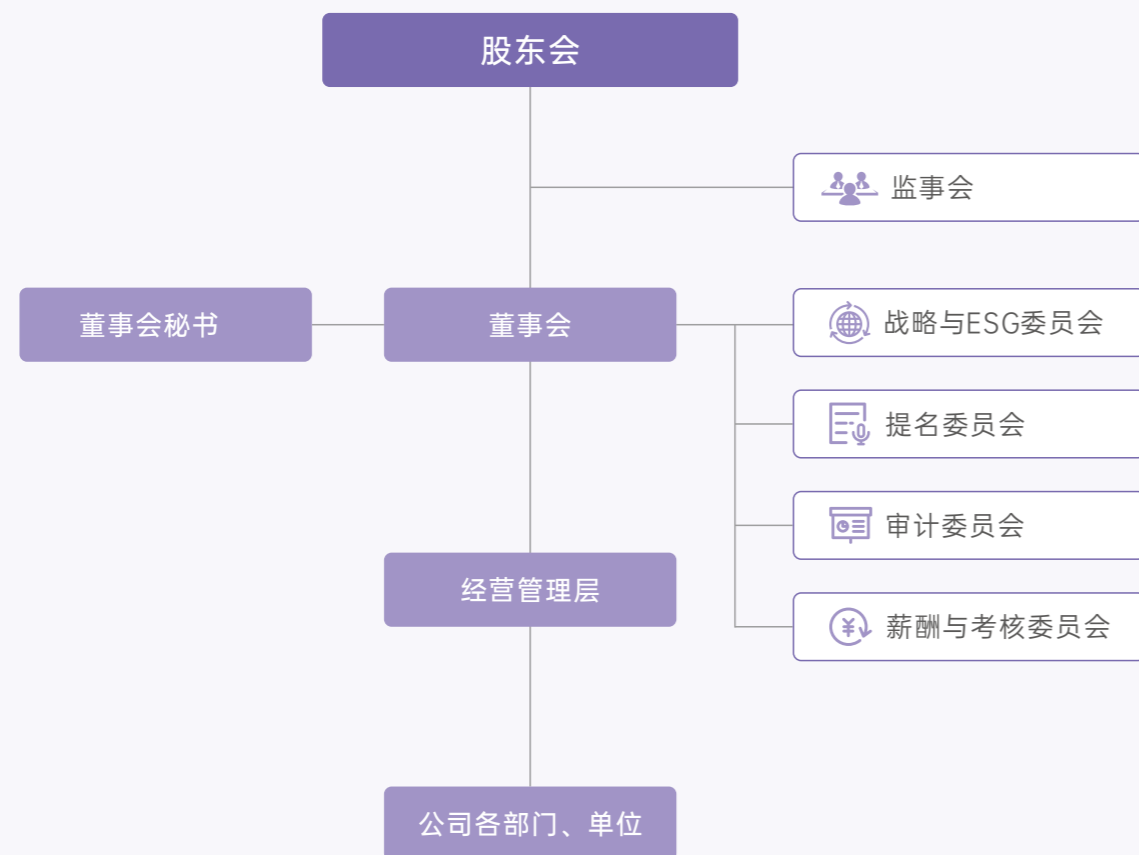 股东会
监事会
董事会秘书
董事会
战略与ESG委员会
提名委员会
审计委员会
经营管理层
薪酬与考核委员会
公司各部门、单位